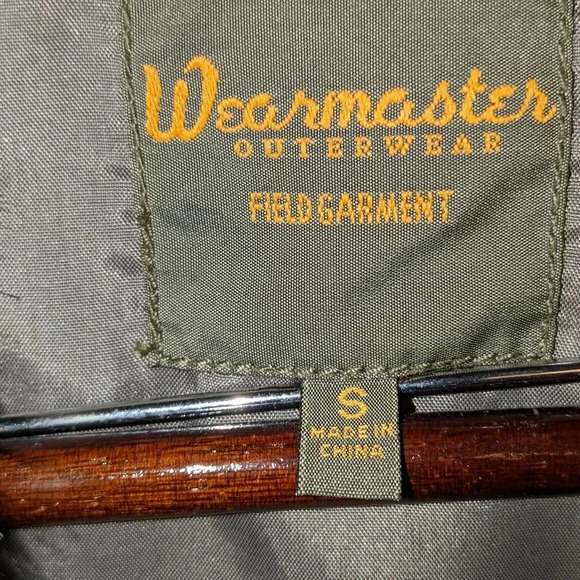 Wearmaster
OUTERWEAR
FIELD GARMENT
S
MADE IN
CHINA